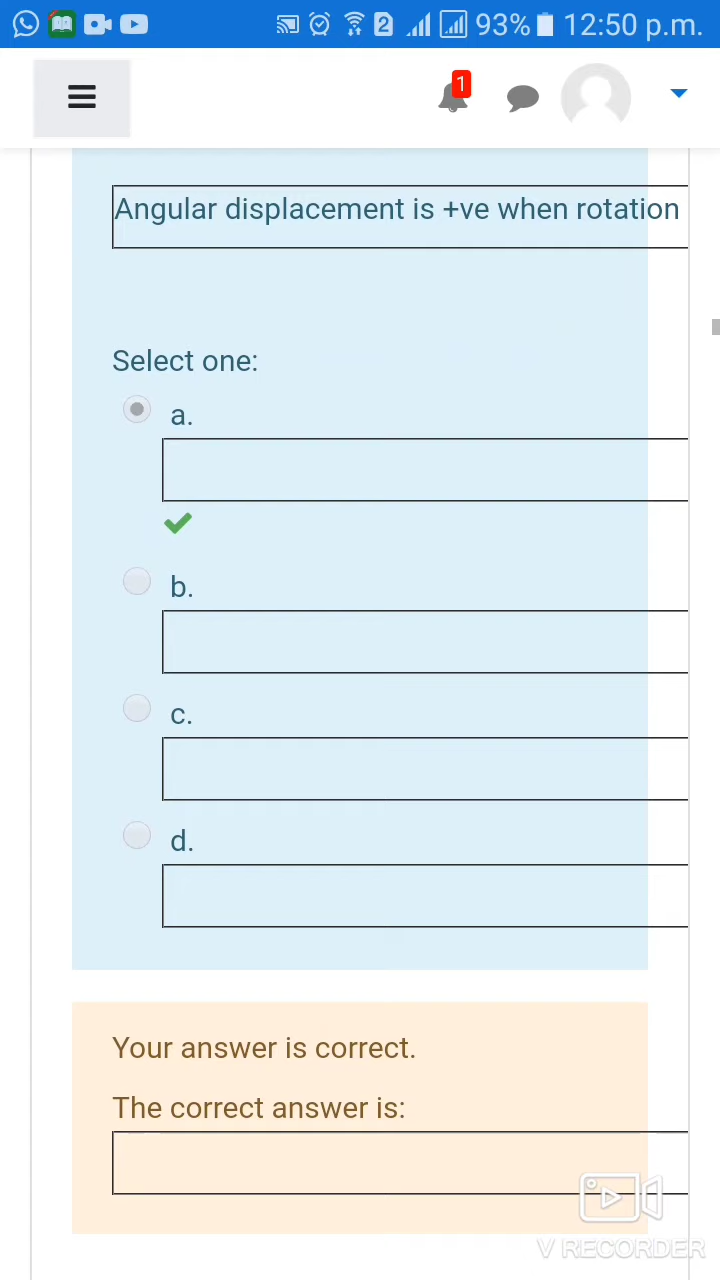 2 93% 12:50 p.m.
1
Angular displacement is +ve when rotation
Select one:
a.
b.
c.
d.
Your answer is correct.
The correct answer is:
V RECORDER